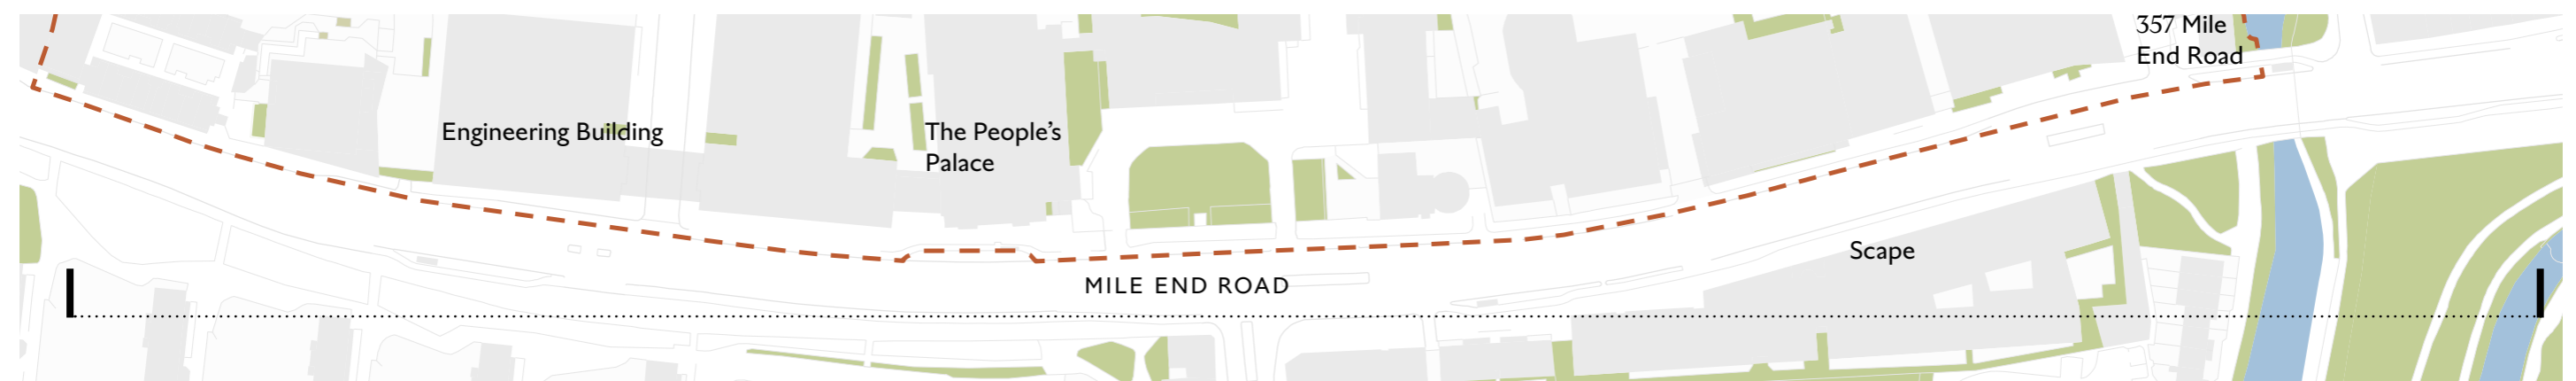 357 Mile
End Road
Engineering Building
The People’s
Palace
Scape
MILE END ROAD